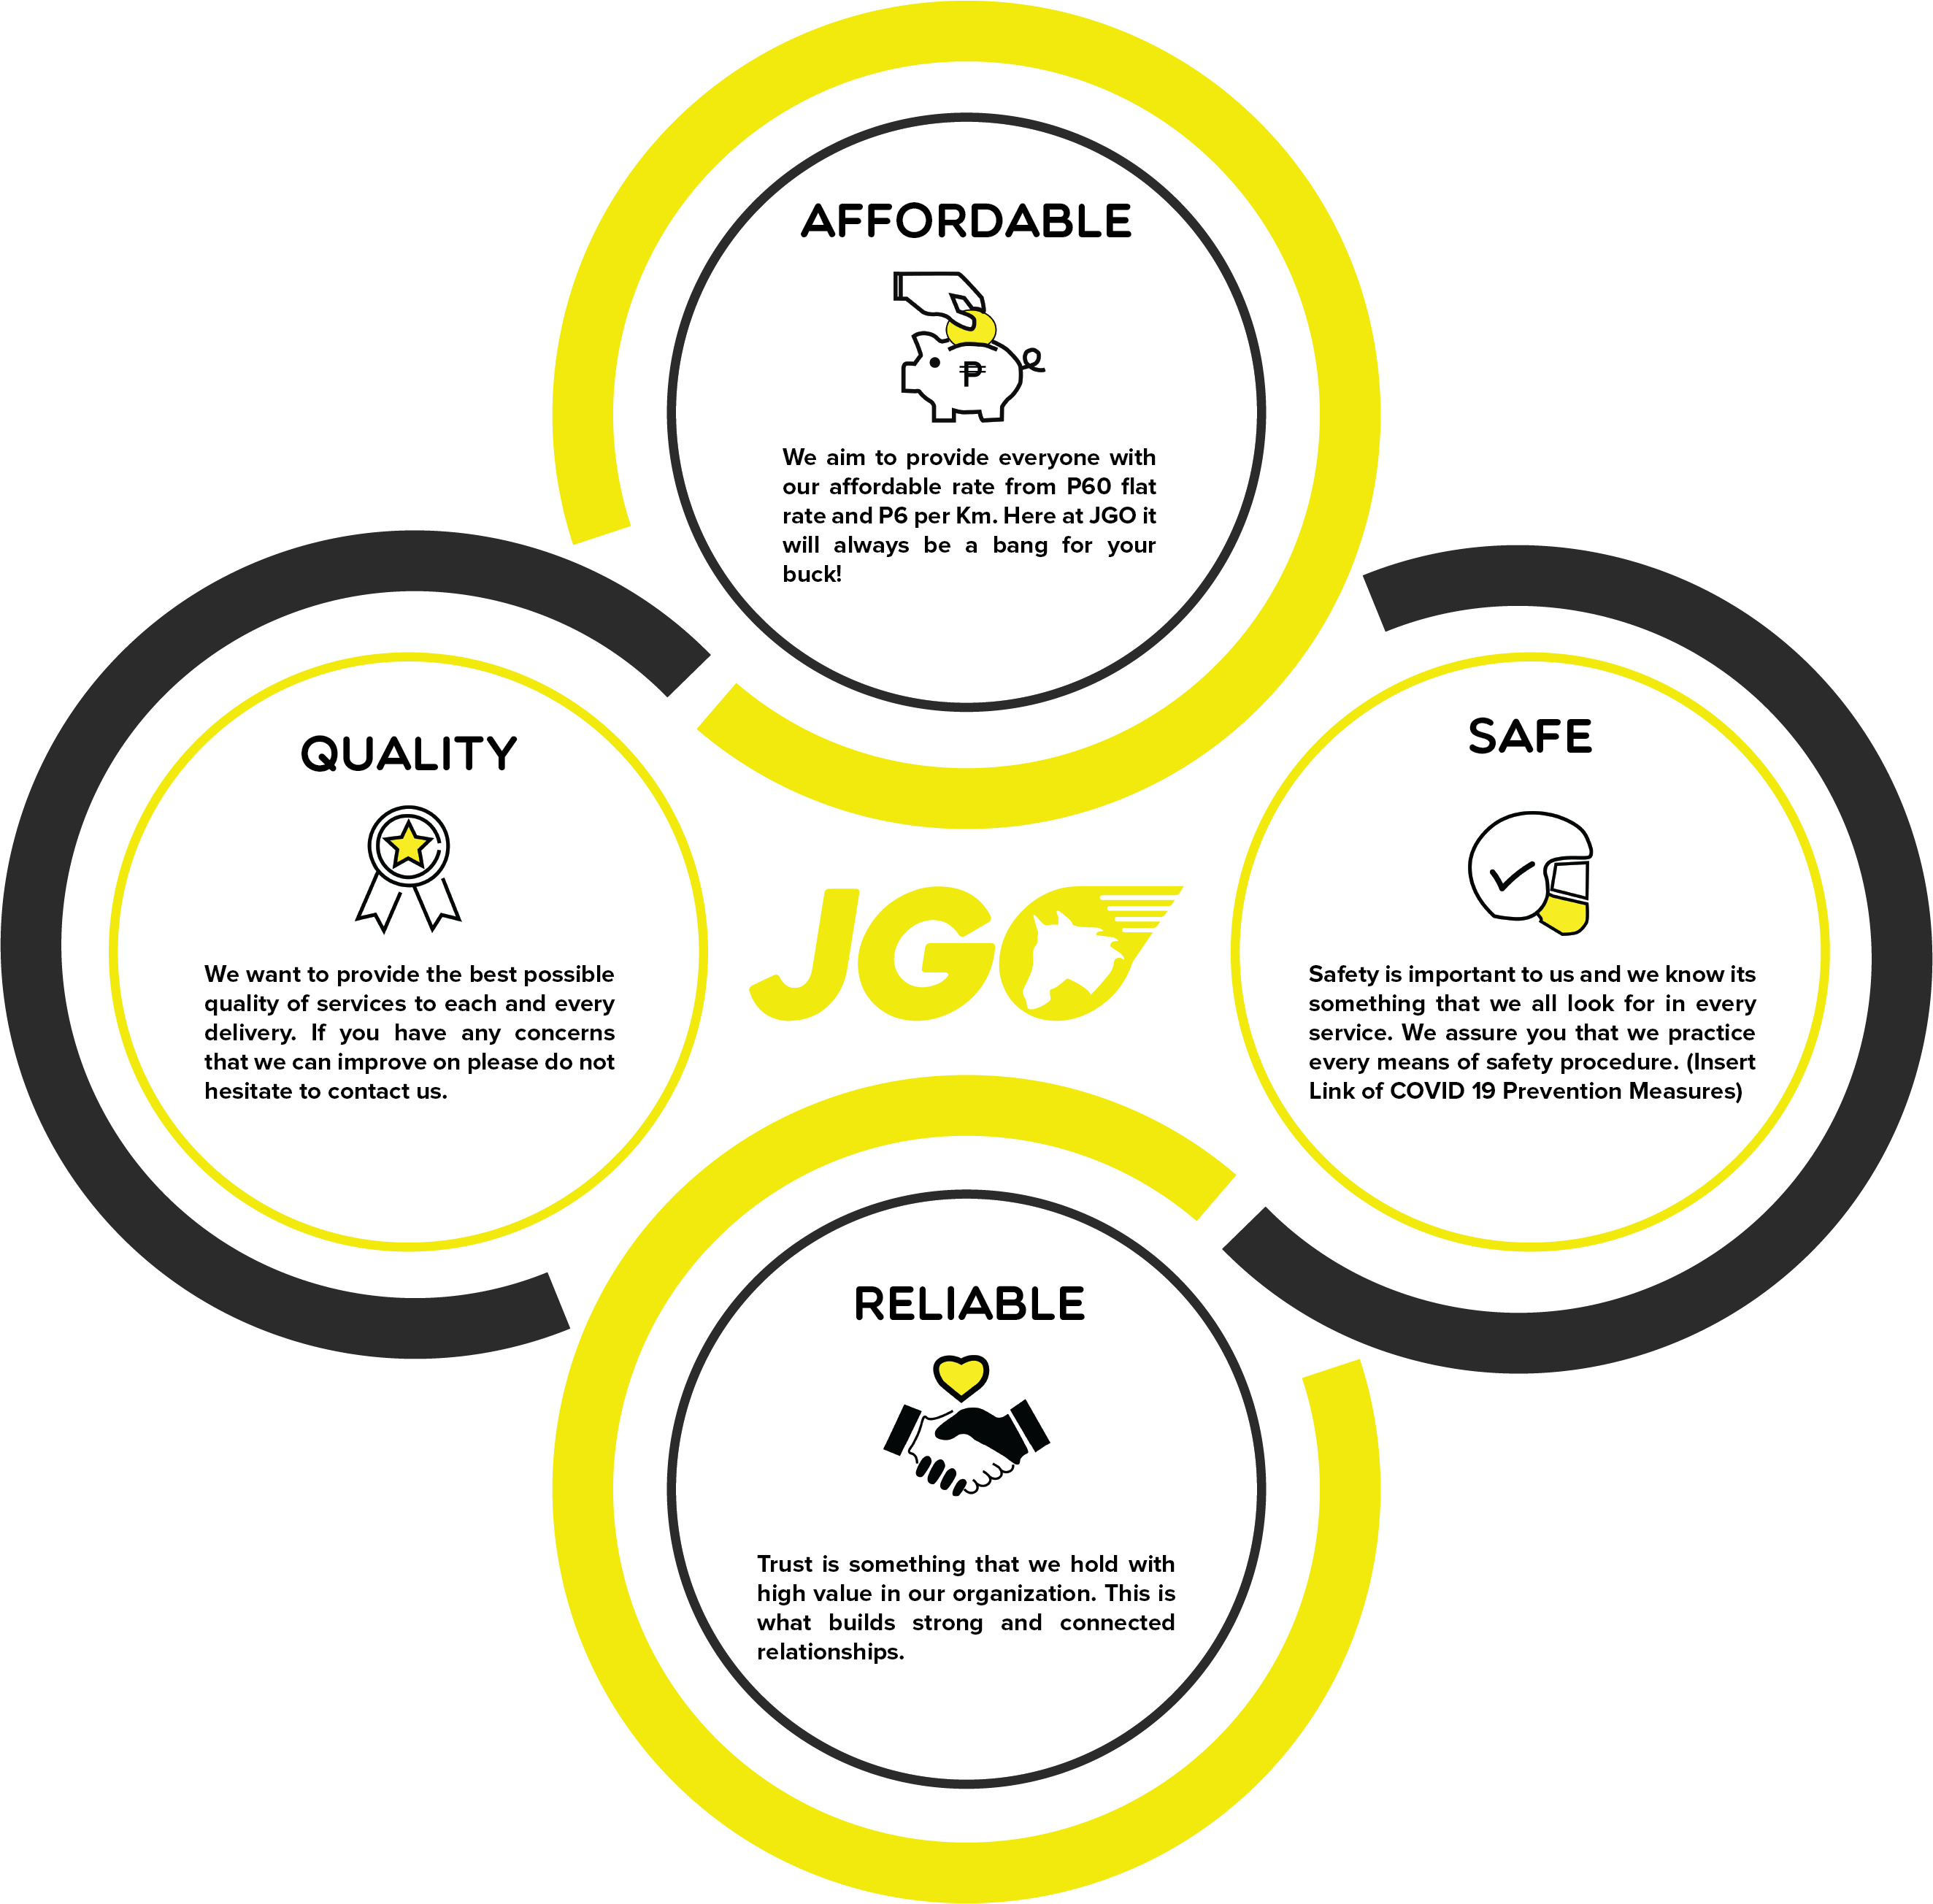 AFFORDABLE
₱
We aim to provide everyone with
our affordable rate from P60 flat
rate and P6 per Km. Here at JGO it
will always be a bang for your
buck!
QUALITY
We want to provide the best possible
quality of services to each and every
delivery. If you have any concerns
that we can improve on please do not
hesitate to contact us.
JGO
SAFE
Safety is important to us and we know its
something that we all look for in every
service. We assure you that we practice
every means of safety procedure. (Insert
Link of COVID 19 Prevention Measures)
RELIABLE
Trust is something that we hold with
high value in our organization. This is
what builds strong and connected
relationships.